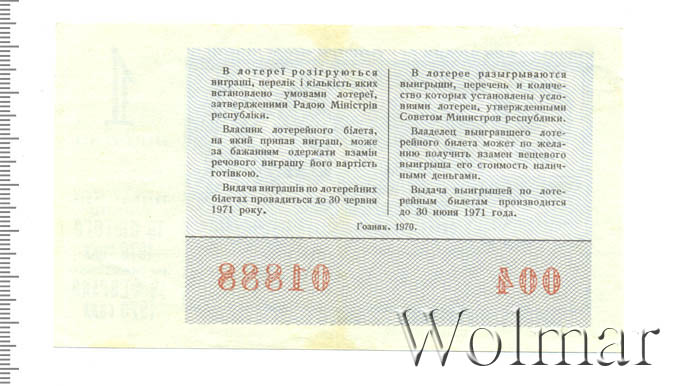 В лотереї розігруються
виграші, перелік і кількість яких
встановлено умовами лотереї,
затвердженими Радою Міністрів
республіки.
Власник лотерейного білета,
на який припав виграш, може
за бажанням одержати взамін
речового виграшу його вартість
готівкою.
Видача виграшів по лотерейних
білетах провадиться до 30 червня
1971 року.
В лотерее разыгрываются
выигрыши, перечень и количе-
ство которых установлены усло-
виями лотереи, утвержденными
Советом Министров республики.
Владелец выигравшего лоте-
рейного билета может по жела-
нию получить взамен вещевого
выигрыша его стоимость налич-
ными деньгами.
Выдача выигрышей по лоте-
рейным билетам производится
до 30 июня 1971 года.
Гознак. 1970.
01888 004
Wolmar